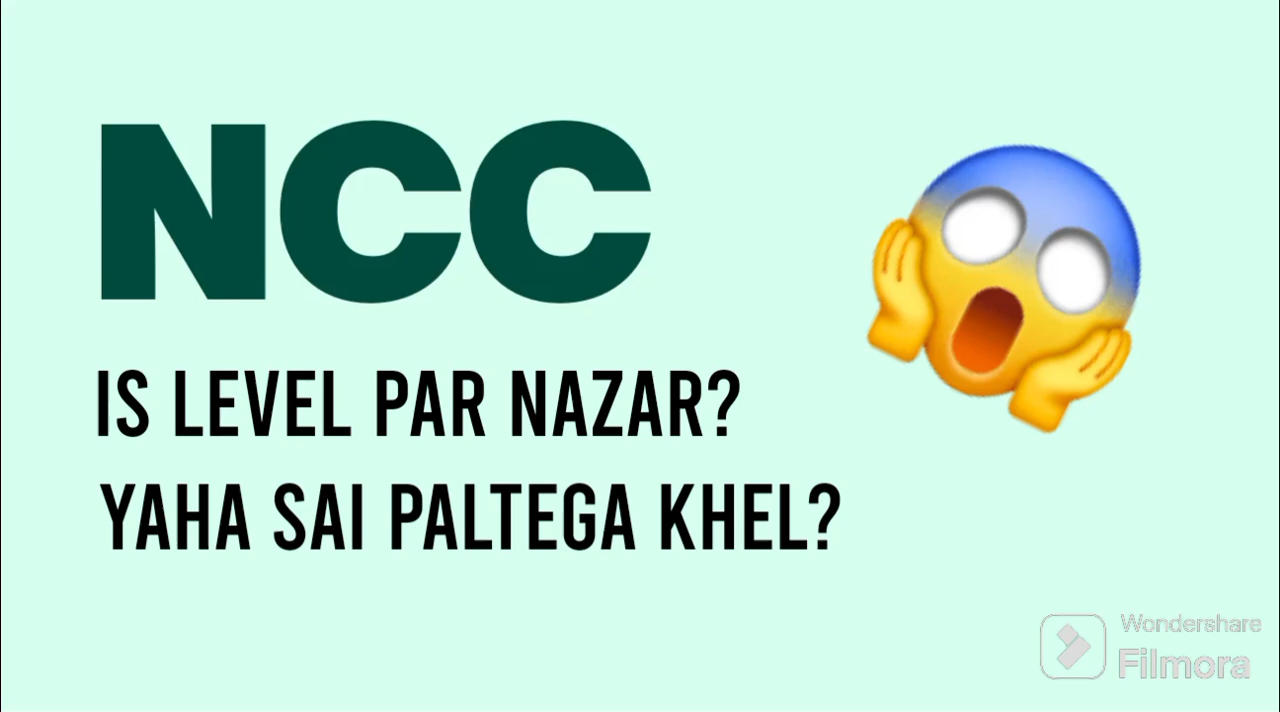 NCC
IS LEVEL PAR NAZAR?
YAHA SAI PALTEGA KHEL?
Wondershare
Filmora